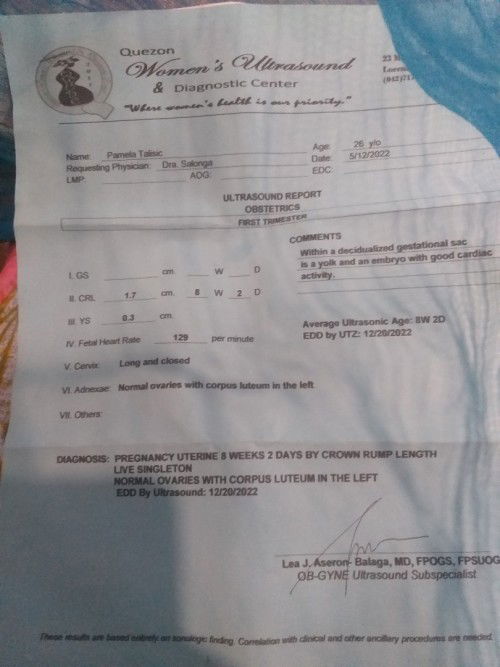 Quezon
Women's Ultrasound
& Diagnostic Center
"Where women's health is our priority."
Name: Pamela Talisic
Age: 26 y/o
Requesting Physician: Dra. Salonga
Date: 5/12/2022
LMP: AOG: EDC:
ULTRASOUND REPORT
OBSTETRICS
FIRST TRIMESTER
COMMENTS
Within a decidualized gestational sac
is a yolk and an embryo with good cardiac
activity.
I. GS cm. W D
II. CRL 1.7 cm. 8 W 2 D
III. YS 0.3 cm.
IV. Fetal Heart Rate 129 per minute
Average Ultrasonic Age: 8W 2D
EDD by UTZ: 12/20/2022
V. Cervix: Long and closed
VI. Adnexae: Normal ovaries with corpus luteum in the left
VII. Others:
DIAGNOSIS: PREGNANCY UTERINE 8 WEEKS 2 DAYS BY CROWN RUMP LENGTH
LIVE SINGLETON
NORMAL OVARIES WITH CORPUS LUTEUM IN THE LEFT
EDD By Ultrasound: 12/20/2022
Lea J. Aseron- Balaga, MD, FPOGS, FPSUOG
OB-GYNE Ultrasound Subspecialist
These results are based entirely on sonologic finding. Correlation with clinical and other ancillary procedures are needed.